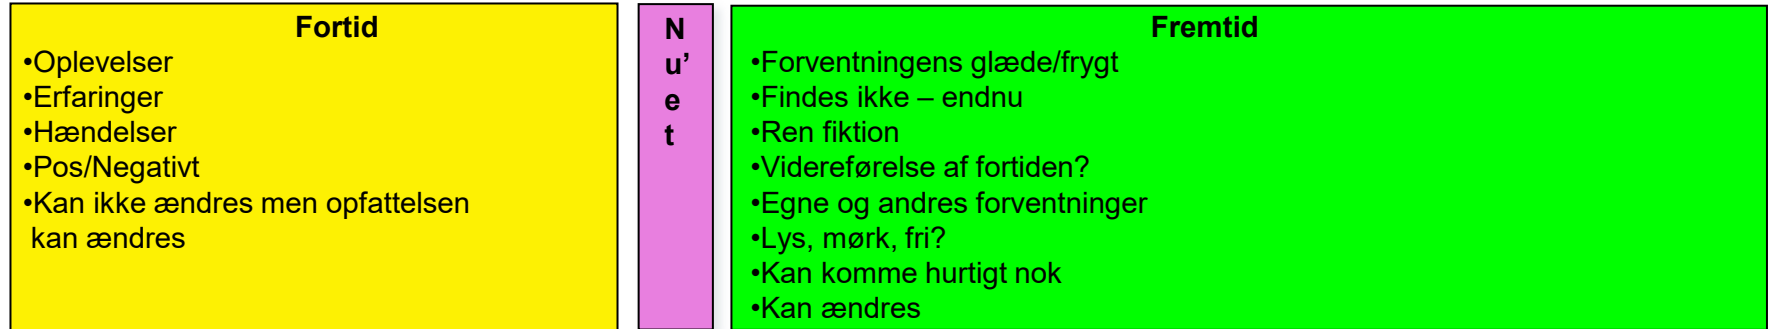 Fortid
•Oplevelser
•Erfaringer
•Hændelser
•Pos/Negativt
•Kan ikke ændres men opfattelsen
kan ændres
N
u’
e
t
Fremtid
•Forventningens glæde/frygt
•Findes ikke – endnu
•Ren fiktion
•Videreførelse af fortiden?
•Egne og andres forventninger
•Lys, mørk, fri?
•Kan komme hurtigt nok
•Kan ændres